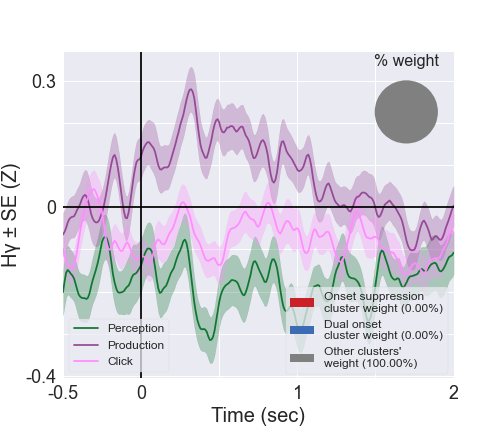 % weight
Hγ ± SE (Z)
0.3
0
-0.4
Perception
Production
Click
Onset suppression
cluster weight (0.00%)
Dual onset
cluster weight (0.00%)
Other clusters'
weight (100.00%)
-0.5
0
1
2
Time (sec)